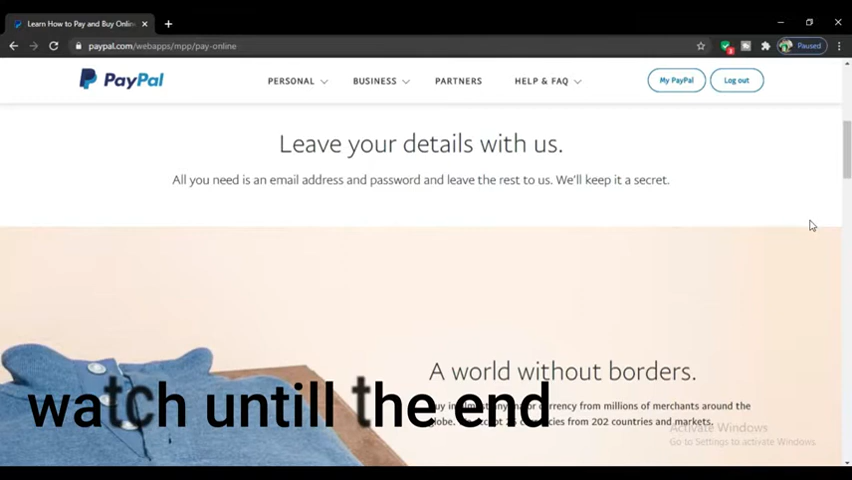 Learn How to Pay and Buy Online
paypal.com/webapps/mpp/pay-online
Paused
PayPal
PERSONAL
BUSINESS
PARTNERS
HELP & FAQ
My PayPal
Log out
Leave your details with us.
All you need is an email address and password and leave the rest to us. We'll keep it a secret.
A world without borders.
watch untill the end
currency from millions of merchants around the
from 202 countries and markets.
Activate Windows
Go to Settings to activate Windows.